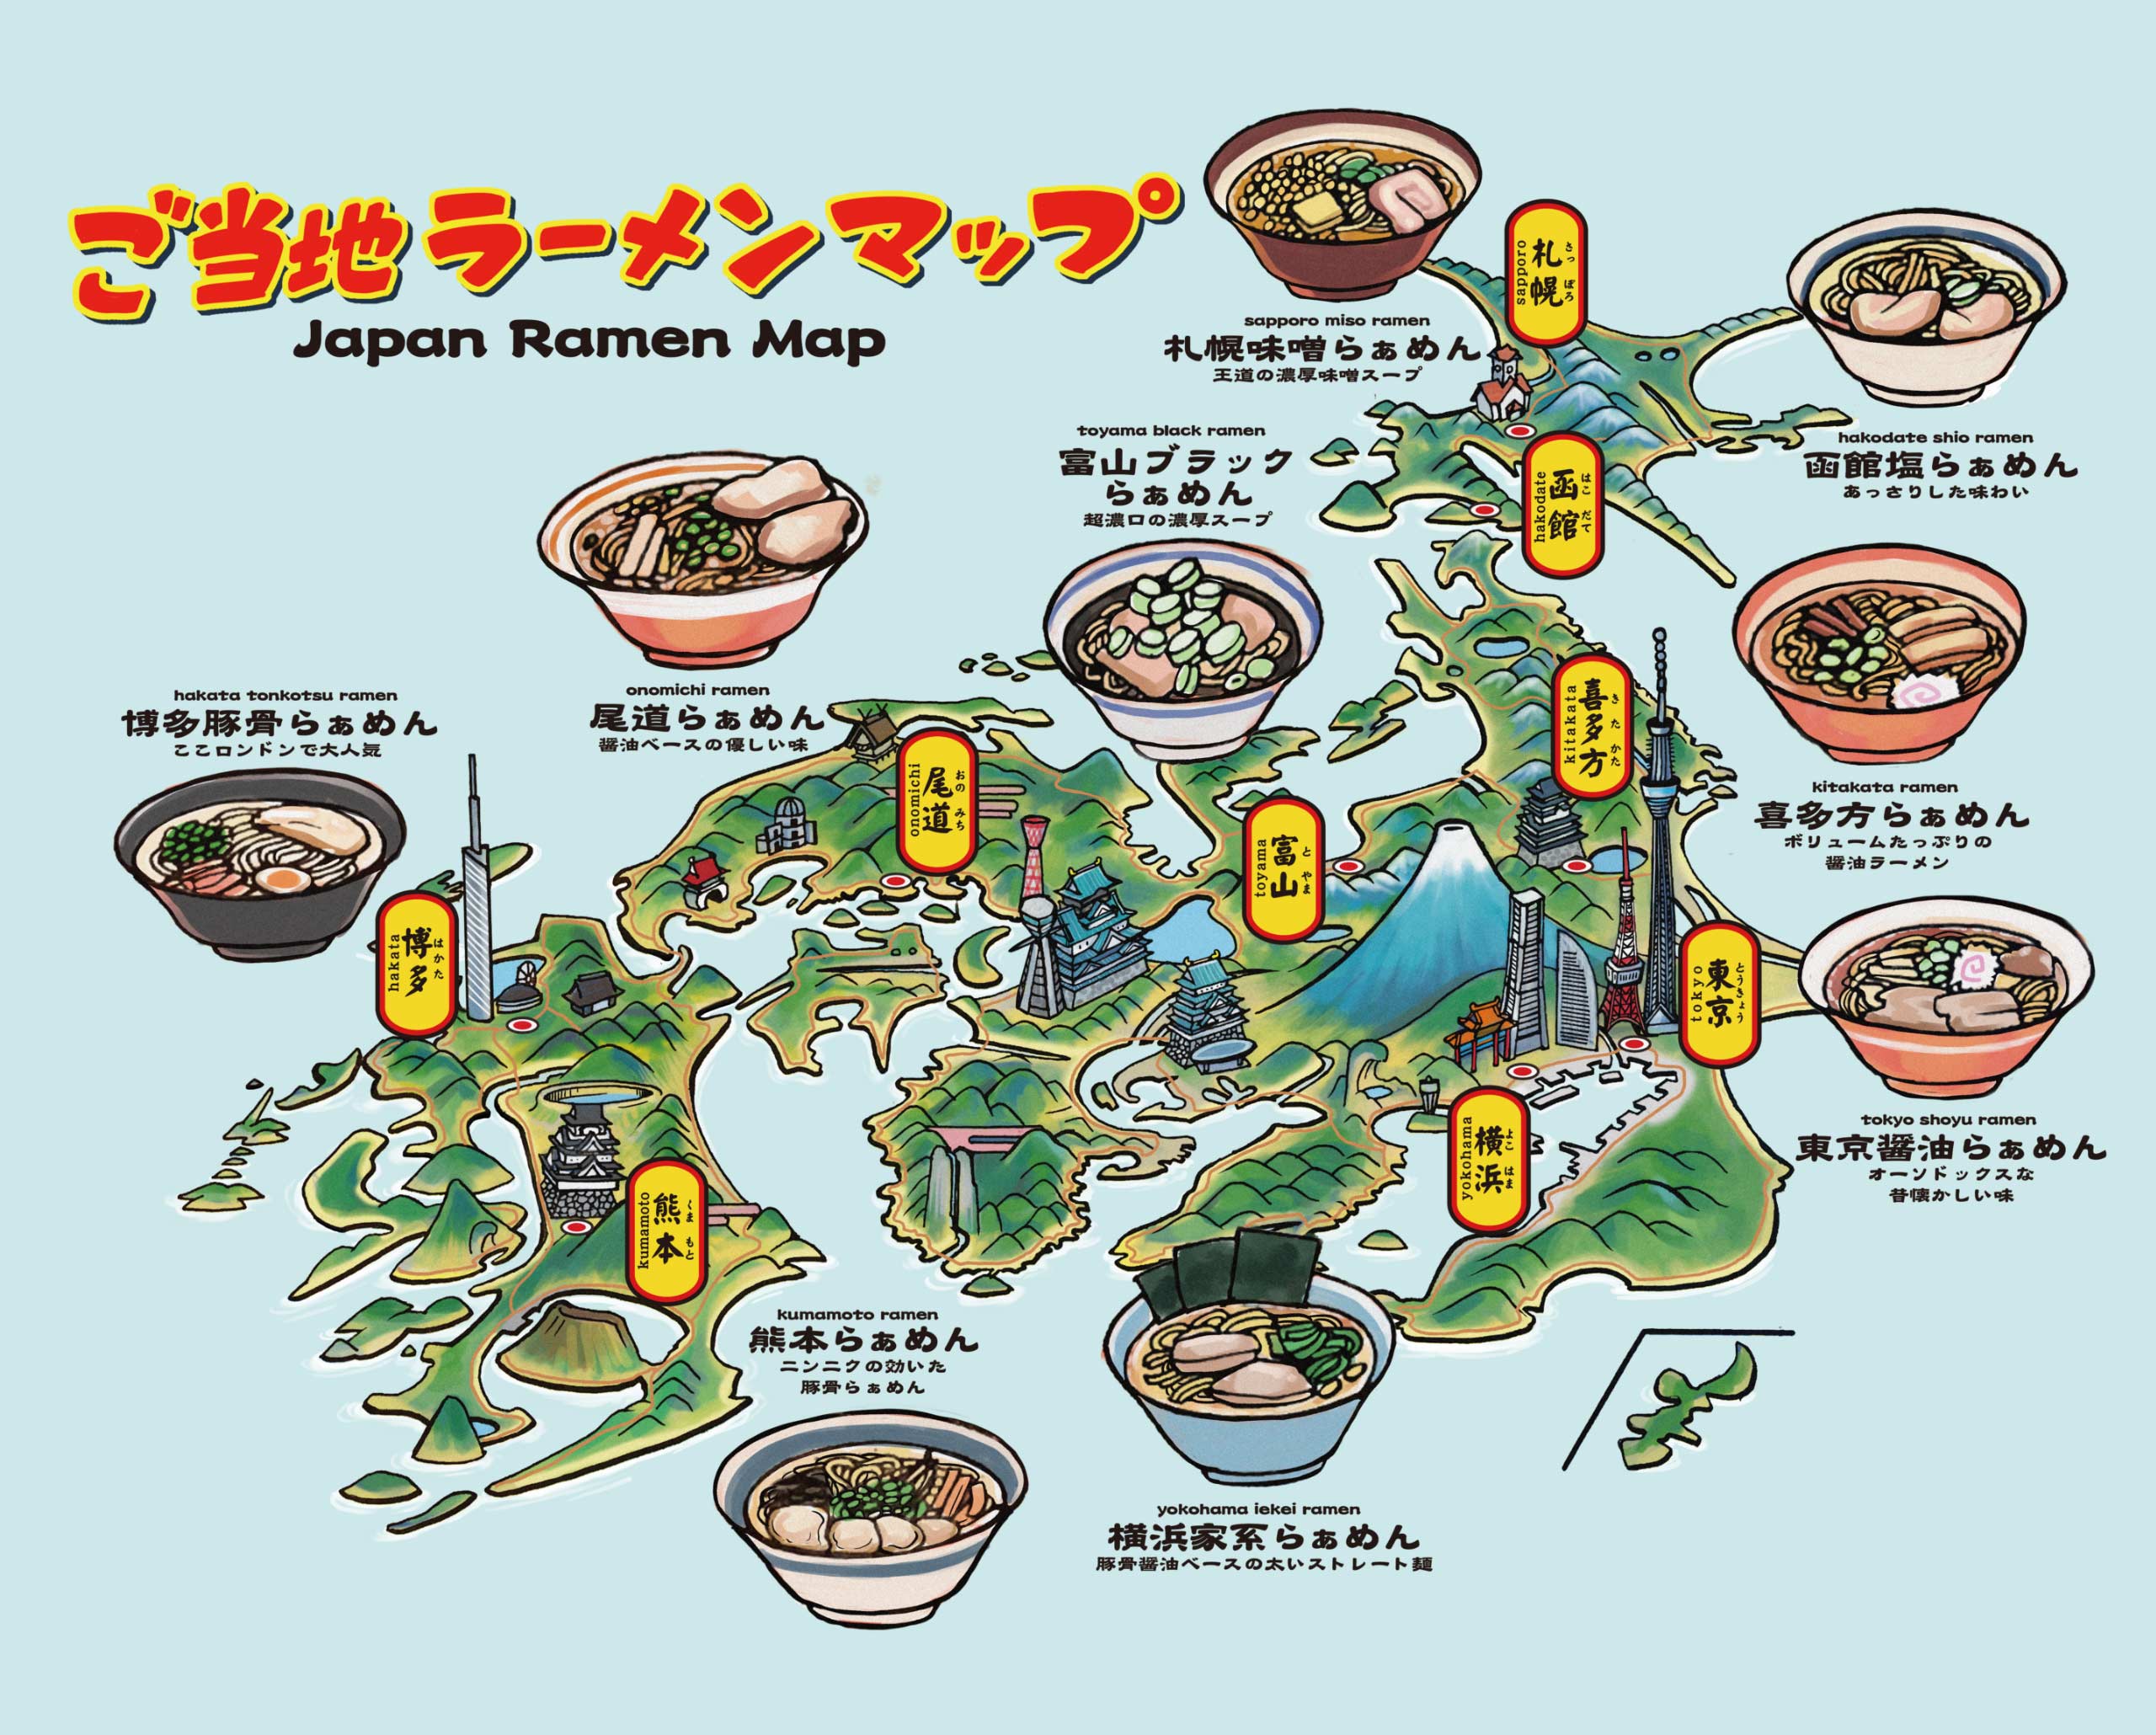 ご当地ラーメンマップ
Japan Ramen Map
sapporo miso ramen
札幌味噌らぁめん
王道の濃厚味噌スープ
sapporo
札幌
さっぽろ
hakodate shio ramen
函館塩らぁめん
あっさりした味わい
hakodate
函館
はこだて
toyama black ramen
富山ブラック
らぁめん
超濃口の濃厚スープ
toyama
富山
とやま
onomichi ramen
尾道らぁめん
醤油ベースの優しい味
onomichi
尾道
おのみち
hakata tonkotsu ramen
博多豚骨らぁめん
ここロンドンで大人気
hakata
博多
はかた
kitakata
喜多方
きたかた
kitakata ramen
喜多方らぁめん
ボリュームたっぷりの
醤油ラーメン
tokyo
東京
とうきょう
tokyo shoyu ramen
東京醤油らぁめん
オーソドックスな
昔懐かしい味
yokohama
横浜
よこはま
kumamoto
熊本
くまもと
kumamoto ramen
熊本らぁめん
ニンニクの効いた
豚骨らぁめん
yokohama iekei ramen
横浜家系らぁめん
豚骨醤油ベースの太いストレート麺